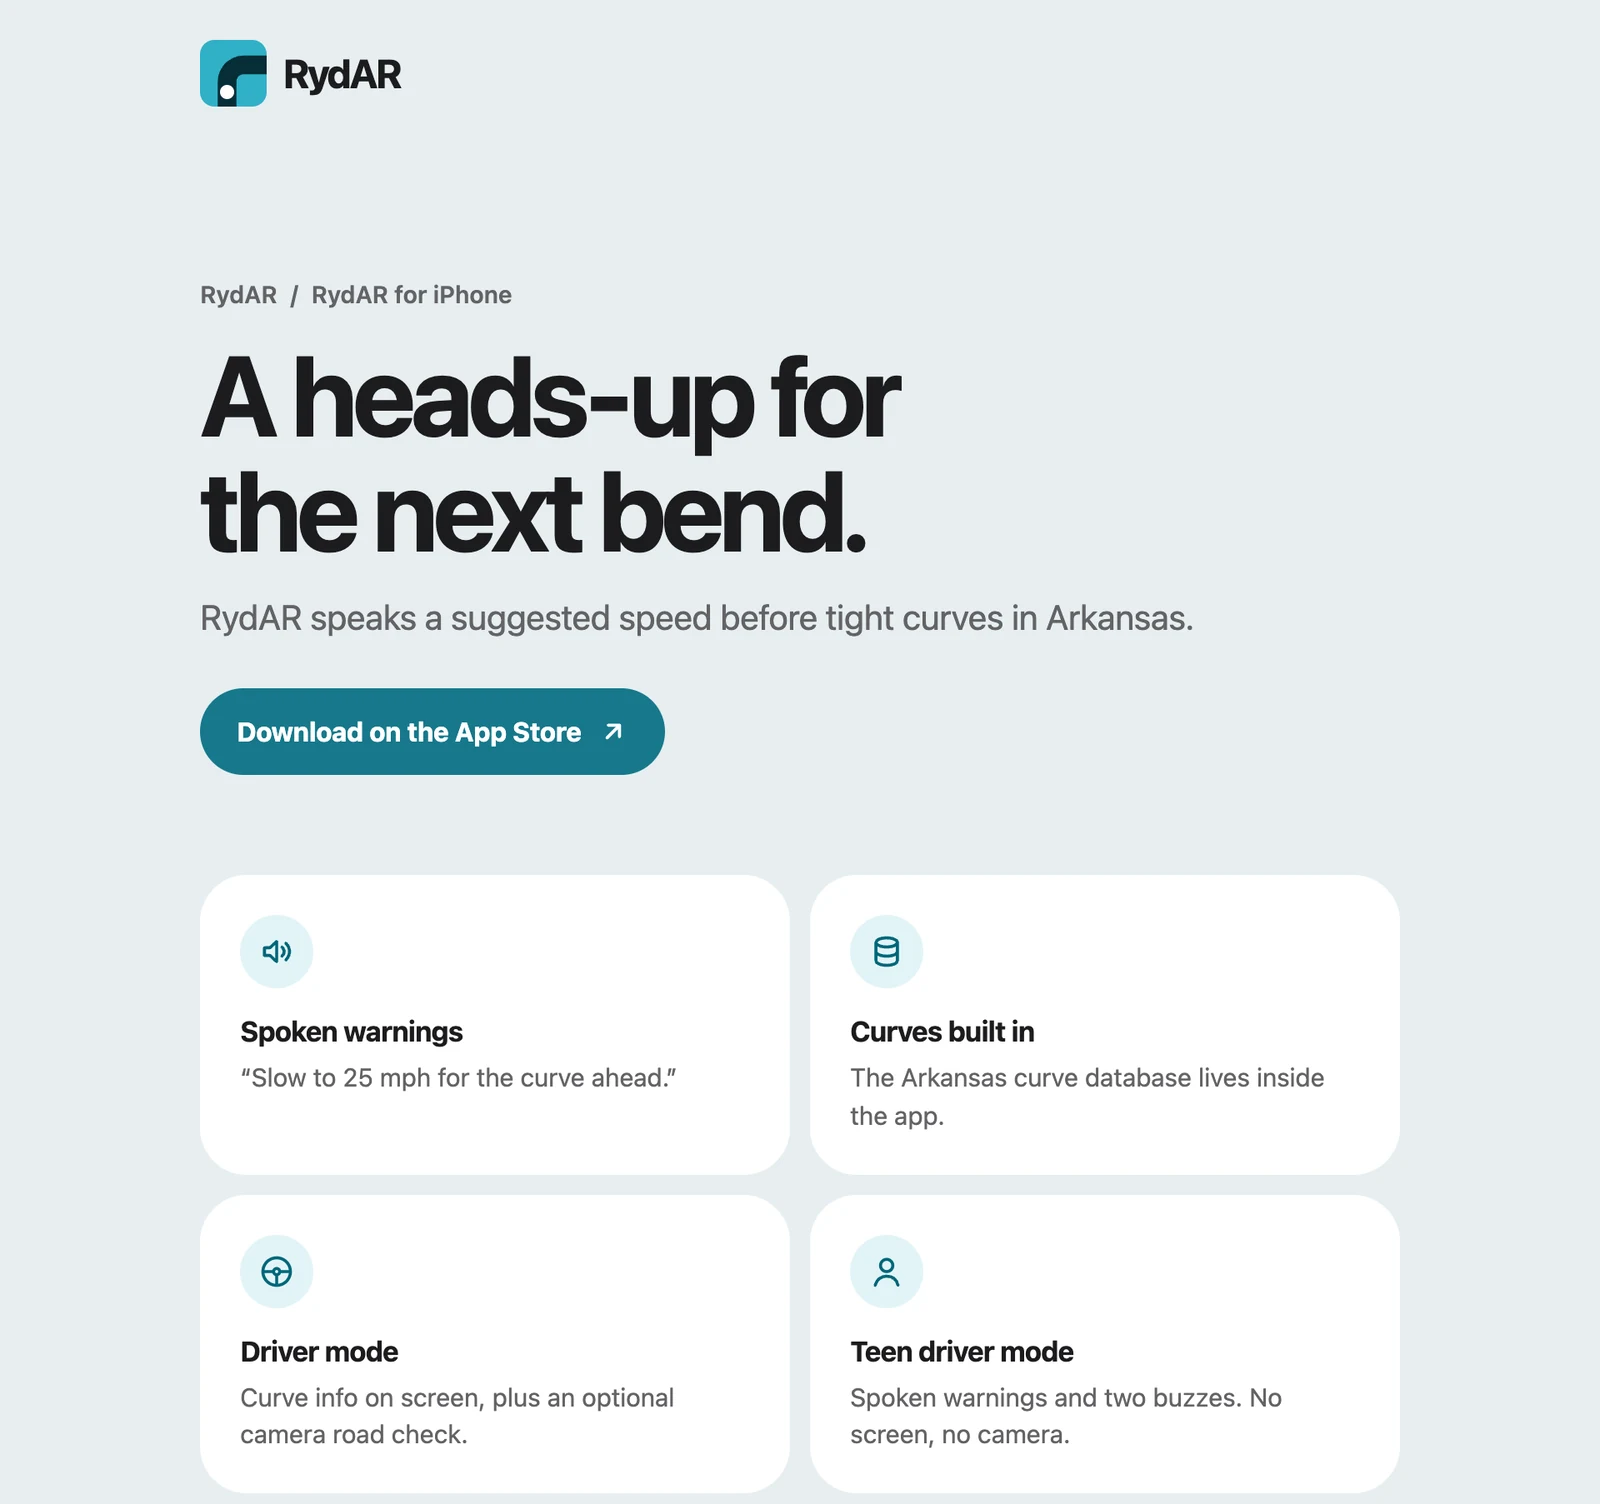 RydAR
RydAR / RydAR for iPhone
A heads-up for
the next bend.
RydAR speaks a suggested speed before tight curves in Arkansas.
Download on the App Store
Spoken warnings
“Slow to 25 mph for the curve ahead.”
Curves built in
The Arkansas curve database lives inside
the app.
Driver mode
Curve info on screen, plus an optional
camera road check.
Teen driver mode
Spoken warnings and two buzzes. No
screen, no camera.